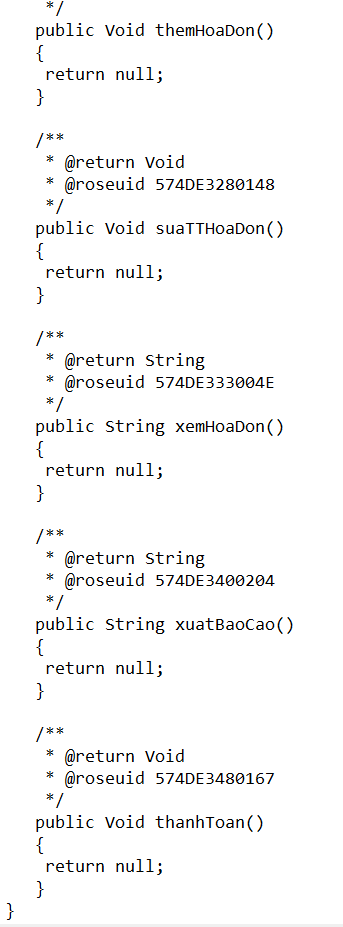 */
public Void themHoaDon()
{
return null;
}
/**
* @return Void
* @roseuid 574DE3280148
*/
public Void suaTTHoaDon()
{
return null;
}
/**
* @return String
* @roseuid 574DE333004E
*/
public String xemHoaDon()
{
return null;
}
/**
* @return String
* @roseuid 574DE3400204
*/
public String xuatBaoCao()
{
return null;
}
/**
* @return Void
* @roseuid 574DE3480167
*/
public Void thanhToan()
{
return null;
}
}